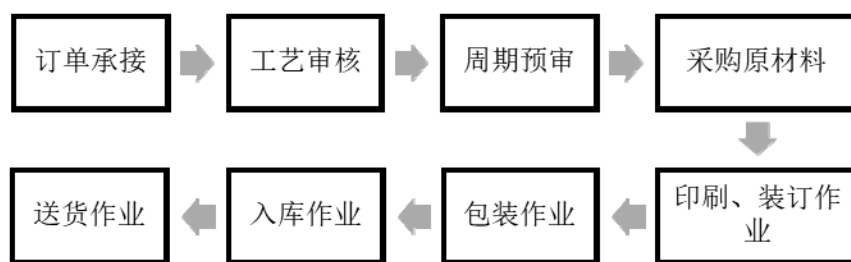 订单承接
工艺审核
周期预审
采购原材料
印刷、装订作
业
包装作业
入库作业
送货作业